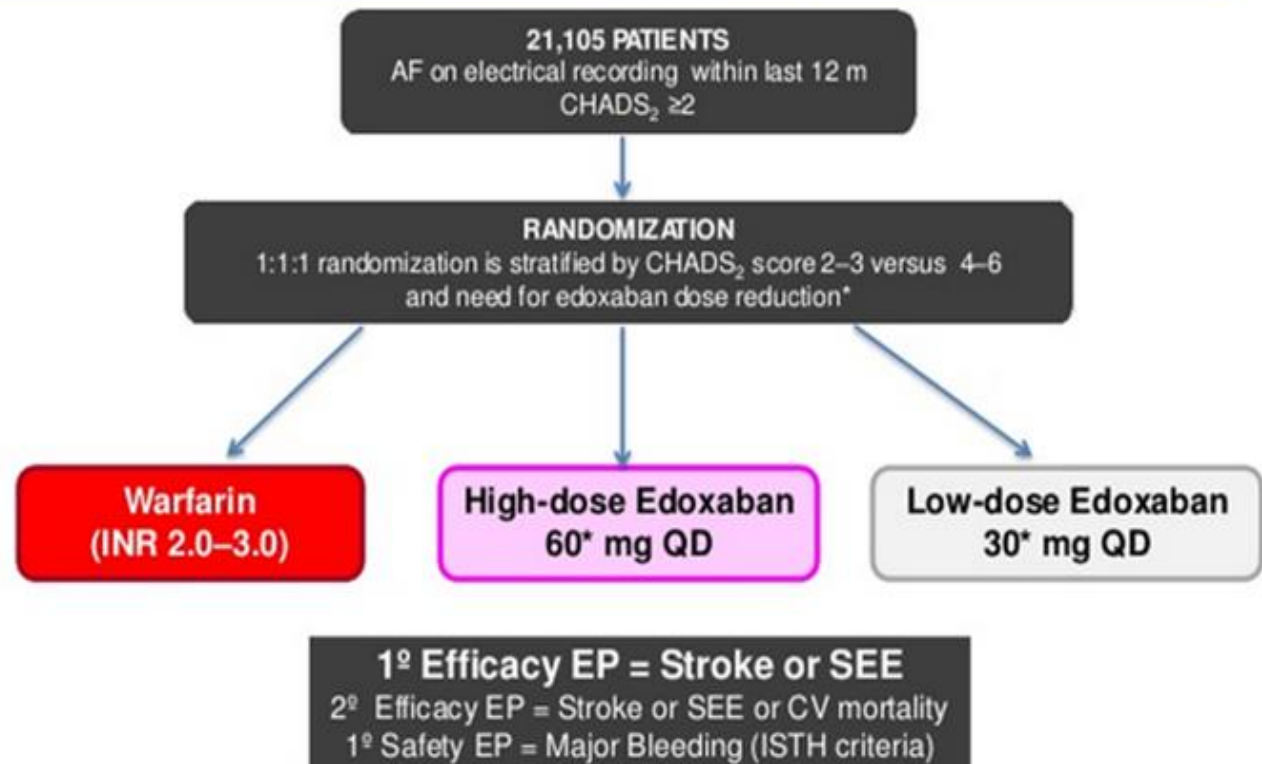 21,105 PATIENTS
AF on electrical recording within last 12 m
CHADS₂ ≥2
RANDOMIZATION
1:1:1 randomization is stratified by CHADS₂ score 2–3 versus 4–6
and need for edoxaban dose reduction*
Warfarin
(INR 2.0–3.0)
High-dose Edoxaban
60* mg QD
Low-dose Edoxaban
30* mg QD
1º Efficacy EP = Stroke or SEE
2º Efficacy EP = Stroke or SEE or CV mortality
1º Safety EP = Major Bleeding (ISTH criteria)